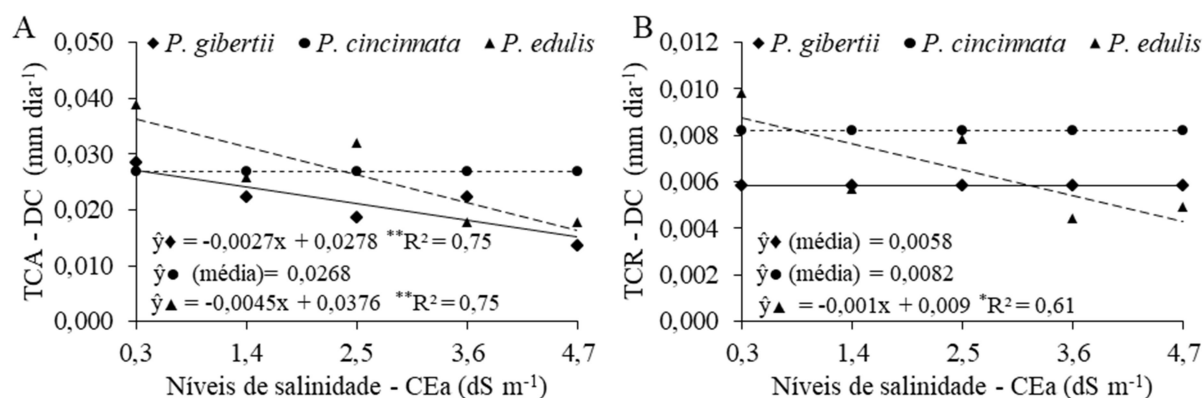 A
◆ P. gibertii ● P. cincinnata ▲ P. edulis
TCA - DC (mm dia⁻¹)
0,050
0,040
0,030
0,020
0,010
0,000
ŷ◆ = -0,0027x + 0,0278 **R² = 0,75
ŷ● (média)= 0,0268
ŷ▲ = -0,0045x + 0,0376 **R² = 0,75
0,3 1,4 2,5 3,6 4,7
Níveis de salinidade - CEa (dS m⁻¹)
B
◆ P. gibertii ● P. cincinnata ▲ P. edulis
TCR - DC (mm dia⁻¹)
0,012
0,010
0,008
0,006
0,004
0,002
0,000
ŷ◆ (média) = 0,0058
ŷ● (média) = 0,0082
ŷ▲ = -0,001x + 0,009 *R² = 0,61
0,3 1,4 2,5 3,6 4,7
Níveis de salinidade - CEa (dS m⁻¹)